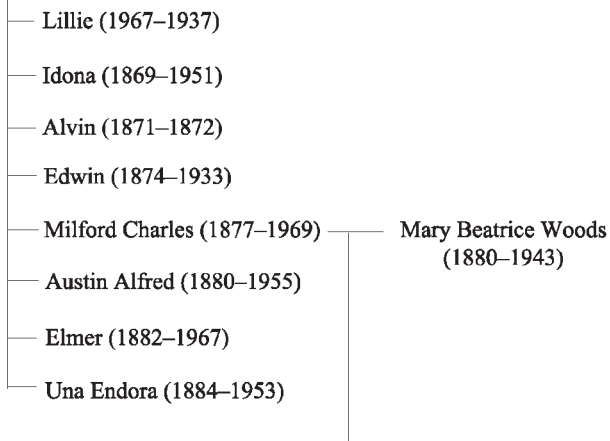 Lillie (1967–1937)
Idona (1869–1951)
Alvin (1871–1872)
Edwin (1874–1933)
Milford Charles (1877–1969)
Mary Beatrice Woods
(1880–1943)
Austin Alfred (1880–1955)
Elmer (1882–1967)
Una Endora (1884–1953)